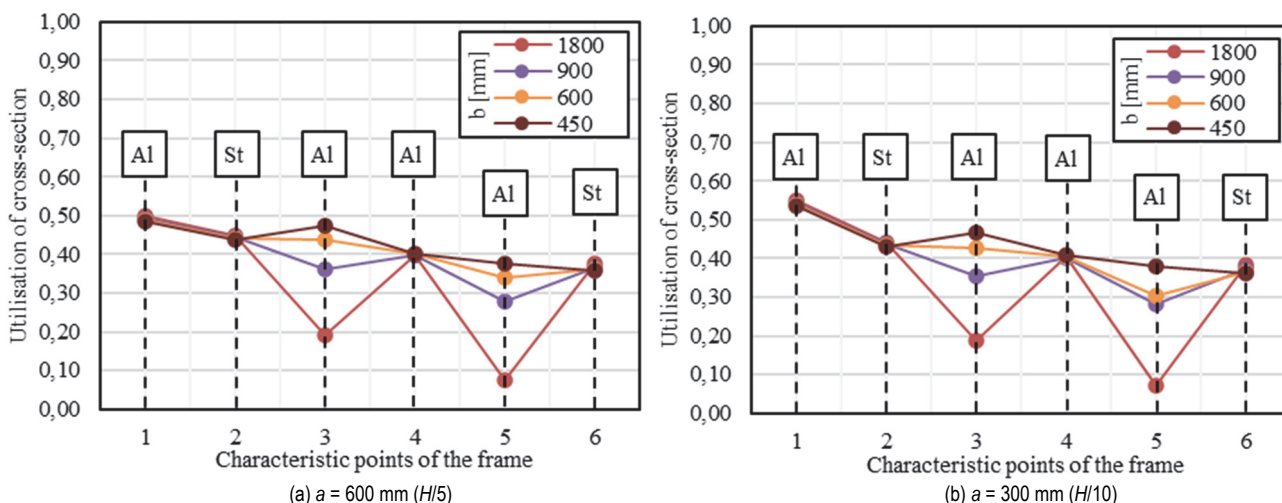 Utilisation of cross-section
1,00
0,90
0,80
0,70
0,60
0,50
0,40
0,30
0,20
0,10
0,00
b [mm]
1800
900
600
450
Al
St
Al
Al
Al
St
1 2 3 4 5 6
Characteristic points of the frame
(a) a = 600 mm (H/5)
Utilisation of cross-section
1,00
0,90
0,80
0,70
0,60
0,50
0,40
0,30
0,20
0,10
0,00
b [mm]
1800
900
600
450
Al
St
Al
Al
Al
St
1 2 3 4 5 6
Characteristic points of the frame
(b) a = 300 mm (H/10)